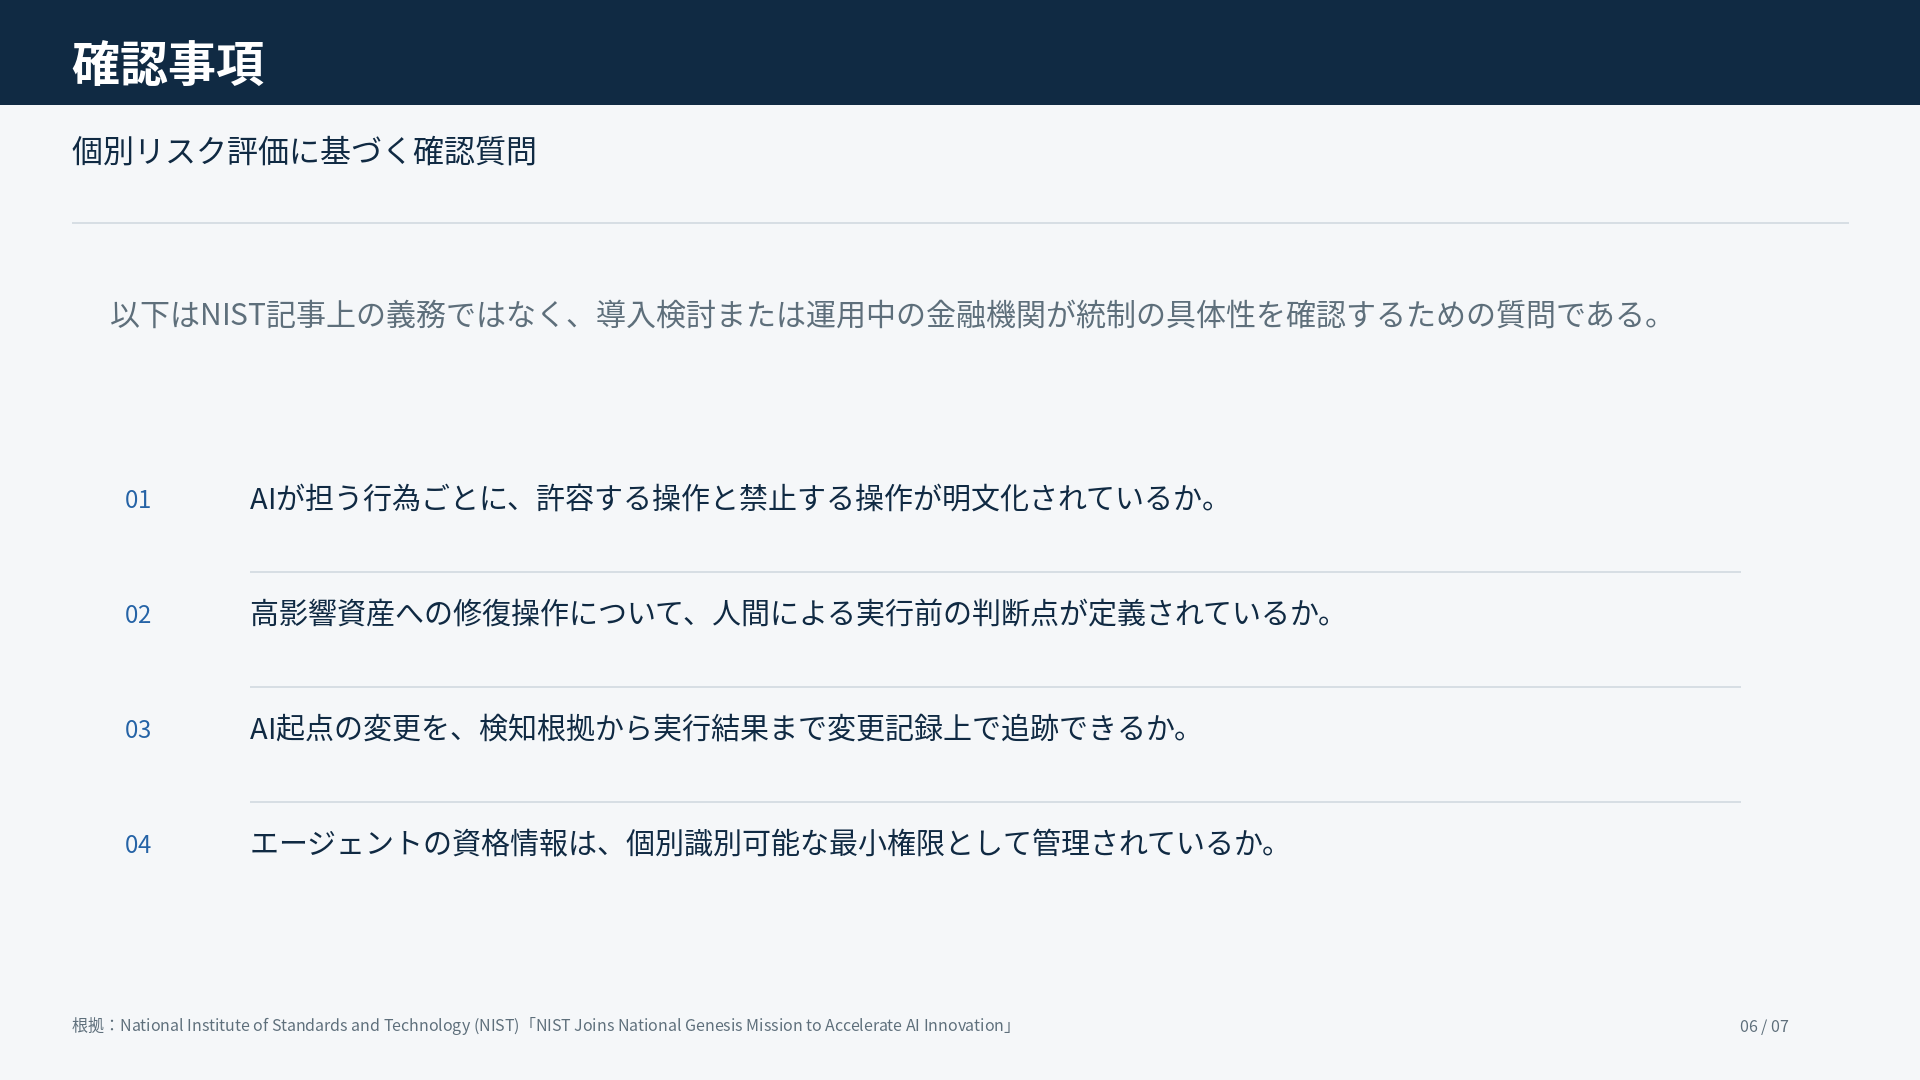 確認事項
個別リスク評価に基づく確認質問
以下はNIST記事上の義務ではなく、導入検討または運用中の金融機関が統制の具体性を確認するための質問である。
01 AIが担う行為ごとに、許容する操作と禁止する操作が明文化されているか。
02 高影響資産への修復操作について、人間による実行前の判断点が定義されているか。
03 AI起点の変更を、検知根拠から実行結果まで変更記録上で追跡できるか。
04 エージェントの資格情報は、個別識別可能な最小権限として管理されているか。
根拠：National Institute of Standards and Technology (NIST)「NIST Joins National Genesis Mission to Accelerate AI Innovation」
06 / 07